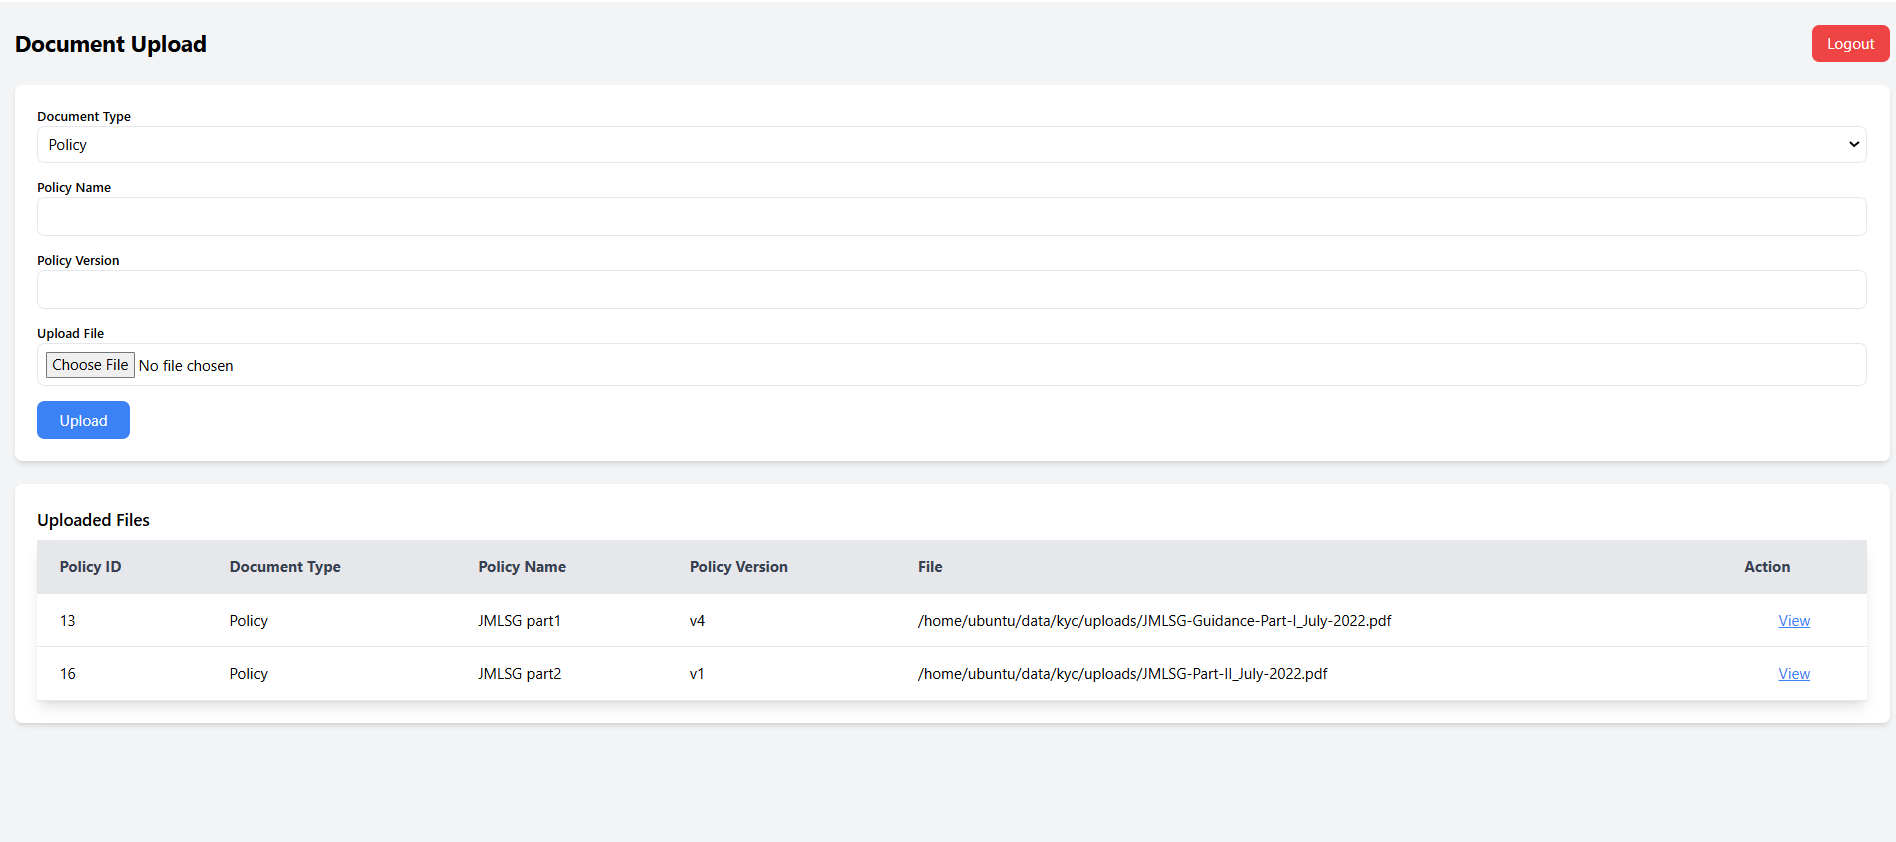 Document Upload
Logout
Document Type
Policy
Policy Name
Policy Version
Upload File
Choose File No file chosen
Upload
Uploaded Files
Policy ID Document Type Policy Name Policy Version File Action
13 Policy JMLSG part1 v4 /home/ubuntu/data/kyc/uploads/JMLSG-Guidance-Part-I_July-2022.pdf View
16 Policy JMLSG part2 v1 /home/ubuntu/data/kyc/uploads/JMLSG-Part-II_July-2022.pdf View